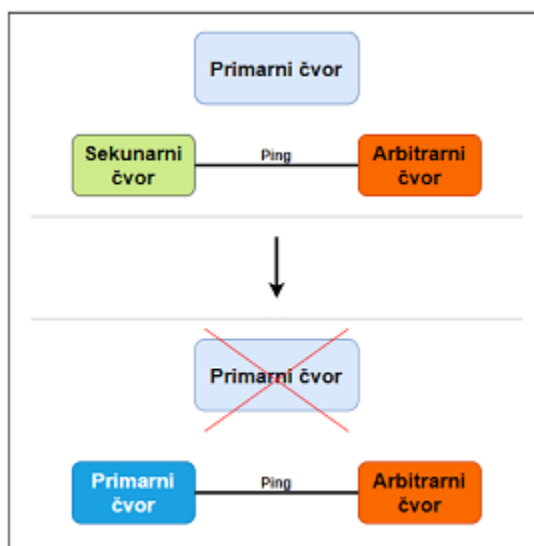 Primarni čvor
Sekunarni
čvor
Ping
Arbitrarni
čvor
Primarni čvor
Primarni
čvor
Ping
Arbitrarni
čvor